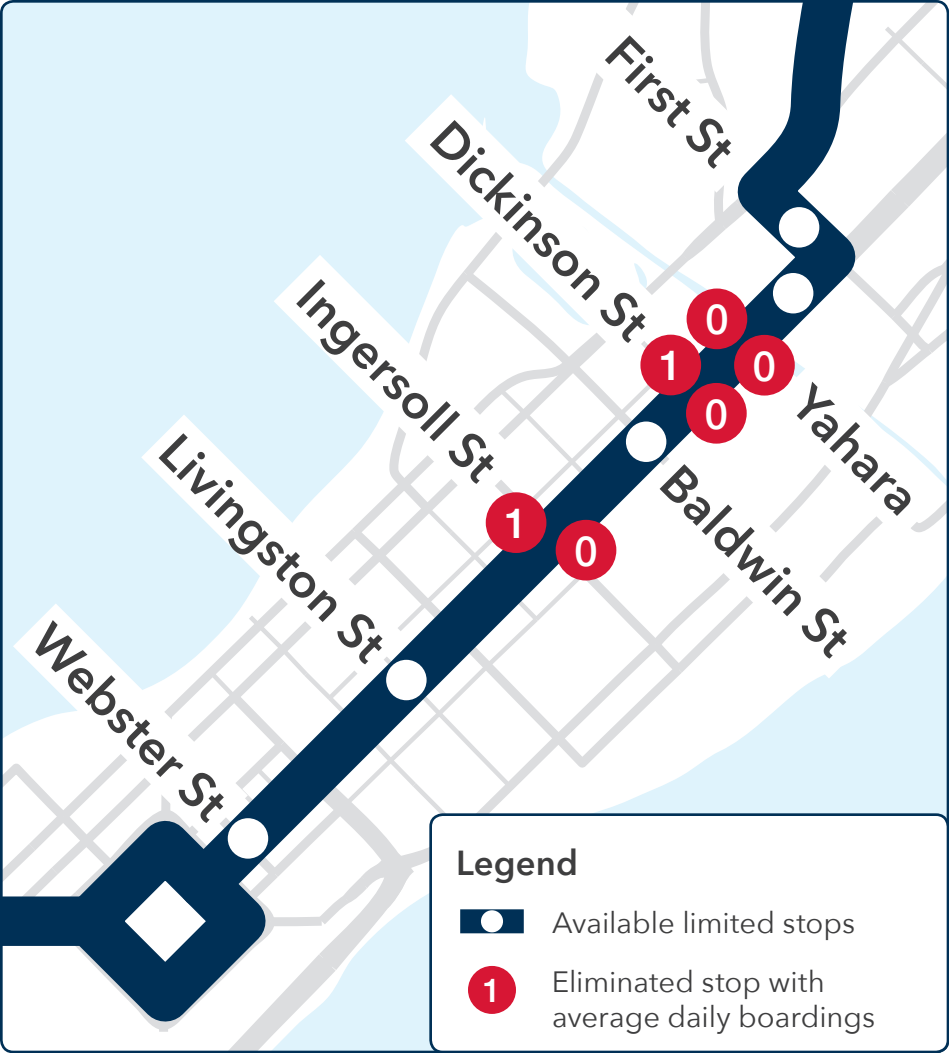 First St
Dickinson St
0
1
0
0
Yahara
Ingersoll St
Baldwin St
1
0
Livingston St
Webster St
Legend
Available limited stops
1
Eliminated stop with
average daily boardings